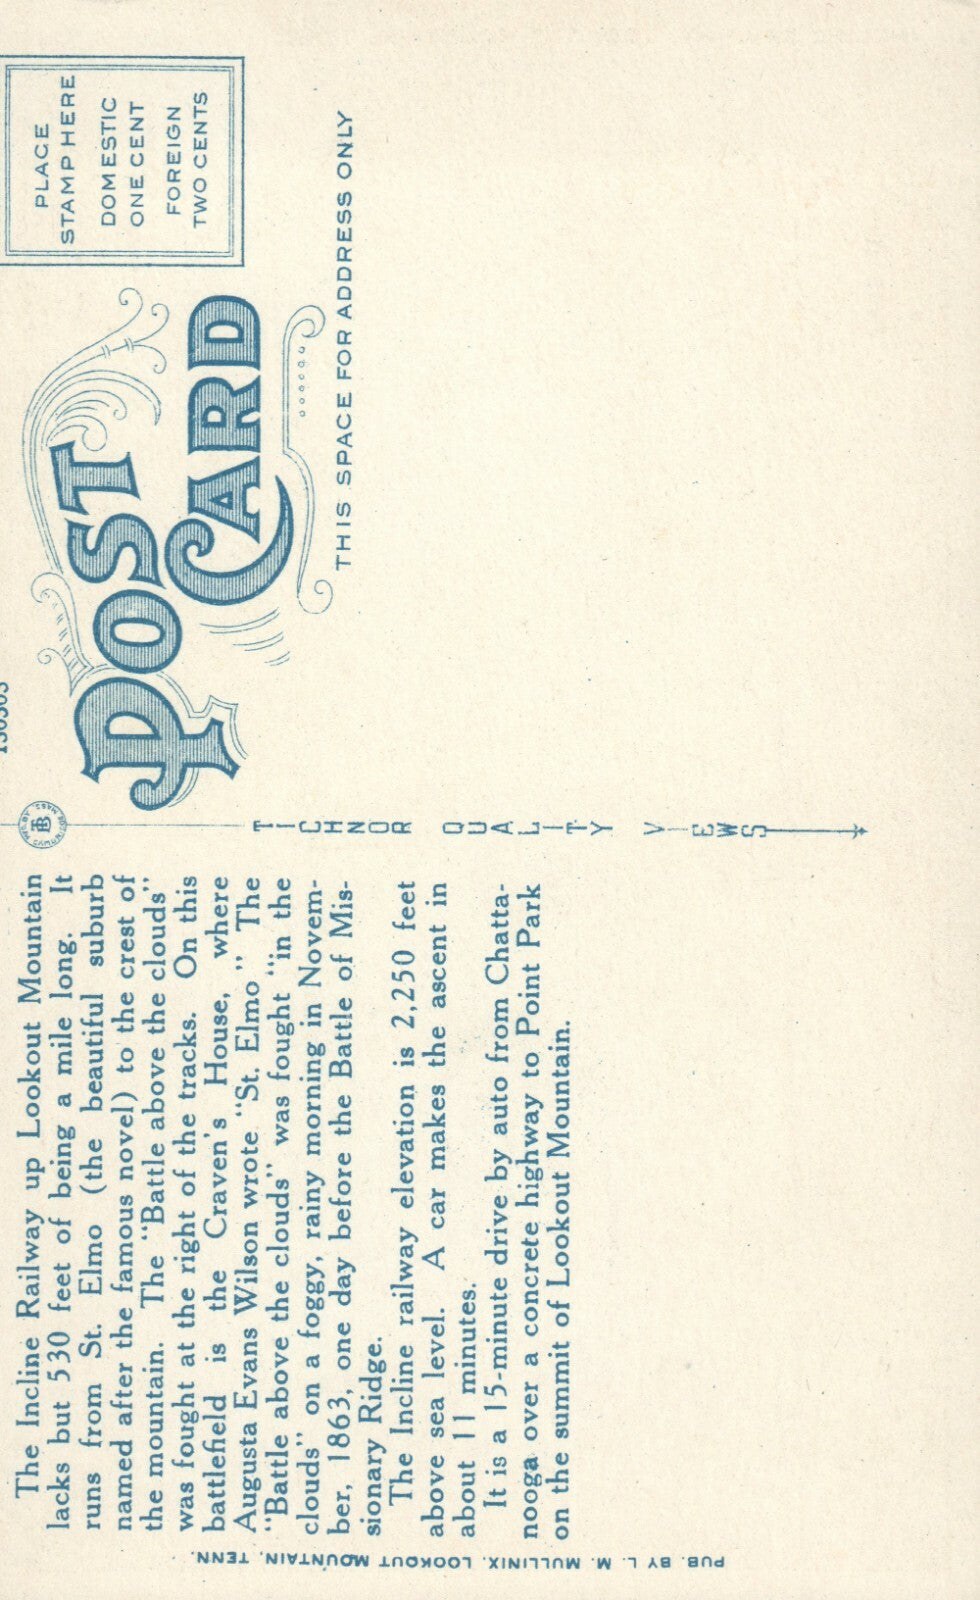 The Incline Railway up Lookout Mountain
lacks but 530 feet of being a mile long. It
runs from St. Elmo (the beautiful suburb
named after the famous novel) to the crest of
the mountain. The "Battle above the clouds"
was fought at the right of the tracks. On this
battlefield is the Craven's House, where
Augusta Evans Wilson wrote "St. Elmo" The
"Battle above the clouds" was fought "in the
clouds" on a foggy, rainy morning in Novem-
ber, 1863, one day before the Battle of Mis-
sionary Ridge.
The Incline railway elevation is 2,250 feet
above sea level. A car makes the ascent in
about 11 minutes.
It is a 15-minute drive by auto from Chatta-
nooga over a concrete highway to Point Park
on the summit of Lookout Mountain.
PUB. BY L. M. MULLINIX, LOOKOUT MOUNTAIN, TENN.
TICHNOR QUALITY VIEWS
POST
CARD
THIS SPACE FOR ADDRESS ONLY
PLACE
STAMP HERE
DOMESTIC
ONE CENT
FOREIGN
TWO CENTS